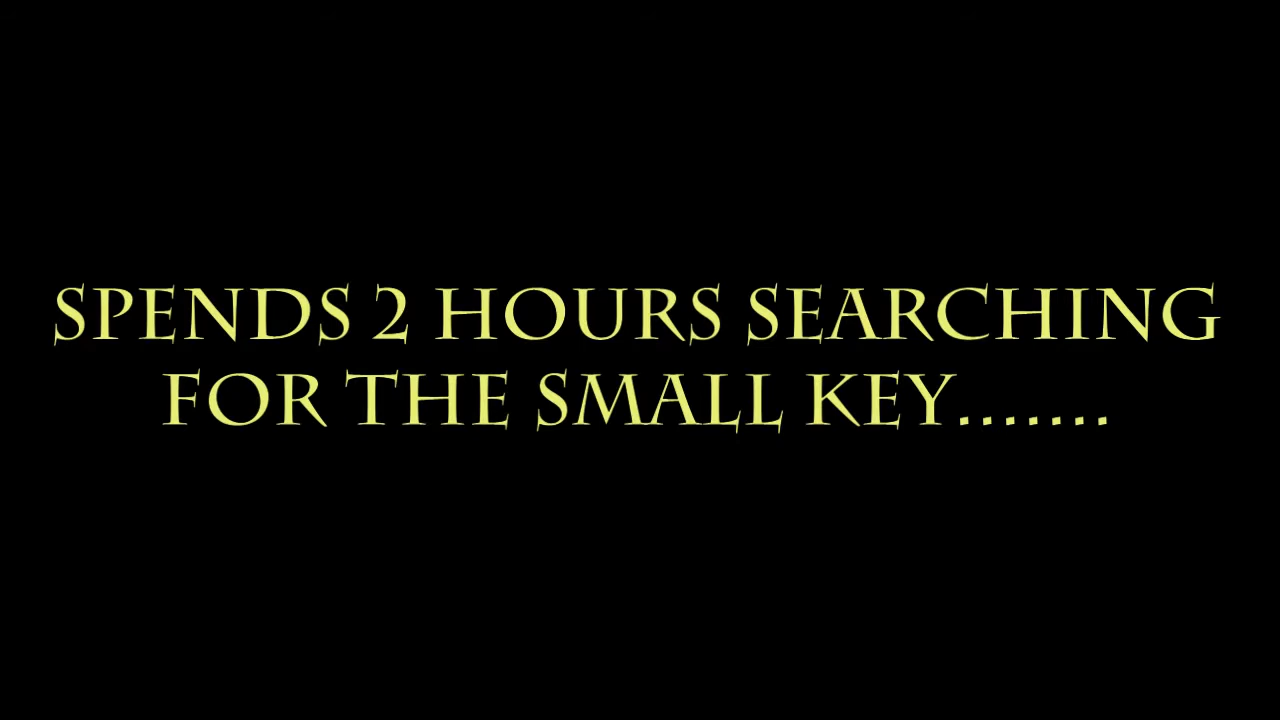 SPENDS 2 HOURS SEARCHING
FOR THE SMALL KEY.......